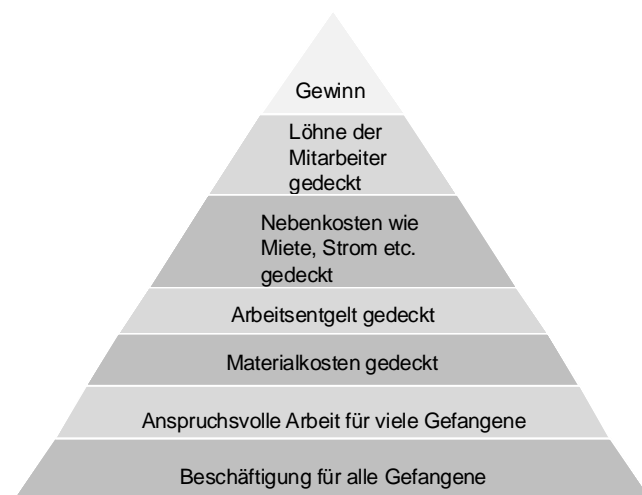 Gewinn
Löhne der
Mitarbeiter
gedeckt
Nebenkosten wie
Miete, Strom etc.
gedeckt
Arbeitsentgelt gedeckt
Materialkosten gedeckt
Anspruchsvolle Arbeit für viele Gefangene
Beschäftigung für alle Gefangene